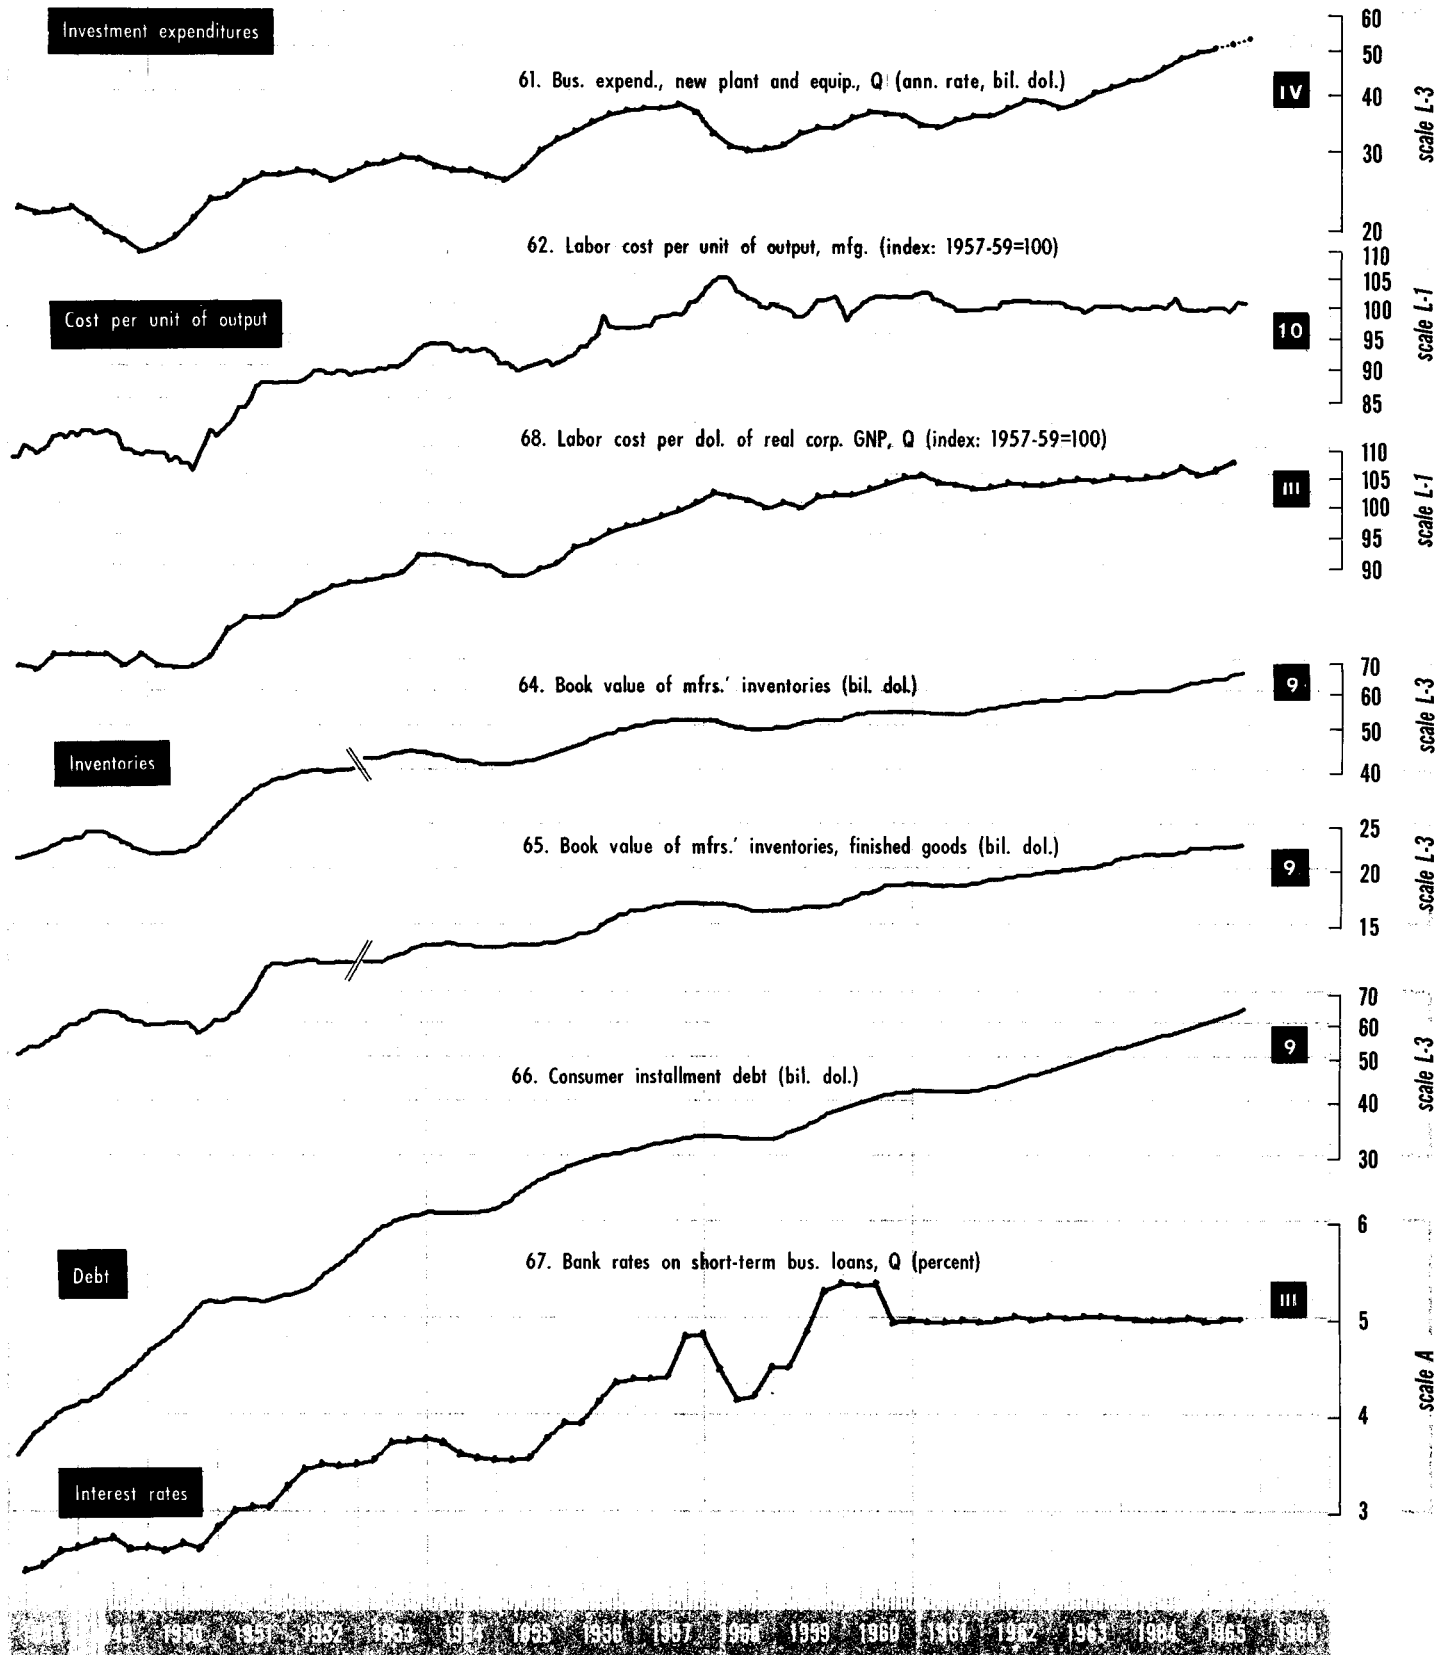 Investment expenditures
61. Bus. expend., new plant and equip., Q (ann. rate, bil. dol.)
IV
60
50
40
30
20
scale L-3
62. Labor cost per unit of output, mfg. (index: 1957-59=100)
Cost per unit of output
10
110
105
100
95
90
85
scale L-1
68. Labor cost per dol. of real corp. GNP, Q (index: 1957-59=100)
III
110
105
100
95
90
scale L-1
64. Book value of mfrs.' inventories (bil. dol.)
9
70
60
50
40
scale L-3
Inventories
65. Book value of mfrs.' inventories, finished goods (bil. dol.)
9
25
20
15
scale L-3
66. Consumer installment debt (bil. dol.)
9
70
60
50
40
30
scale L-3
Debt
67. Bank rates on short-term bus. loans, Q (percent)
III
6
5
4
3
scale A
Interest rates
1950 1951 1952 1953 1954 1955 1956 1957 1958 1959 1960 1961 1962 1963 1964 1965 1966